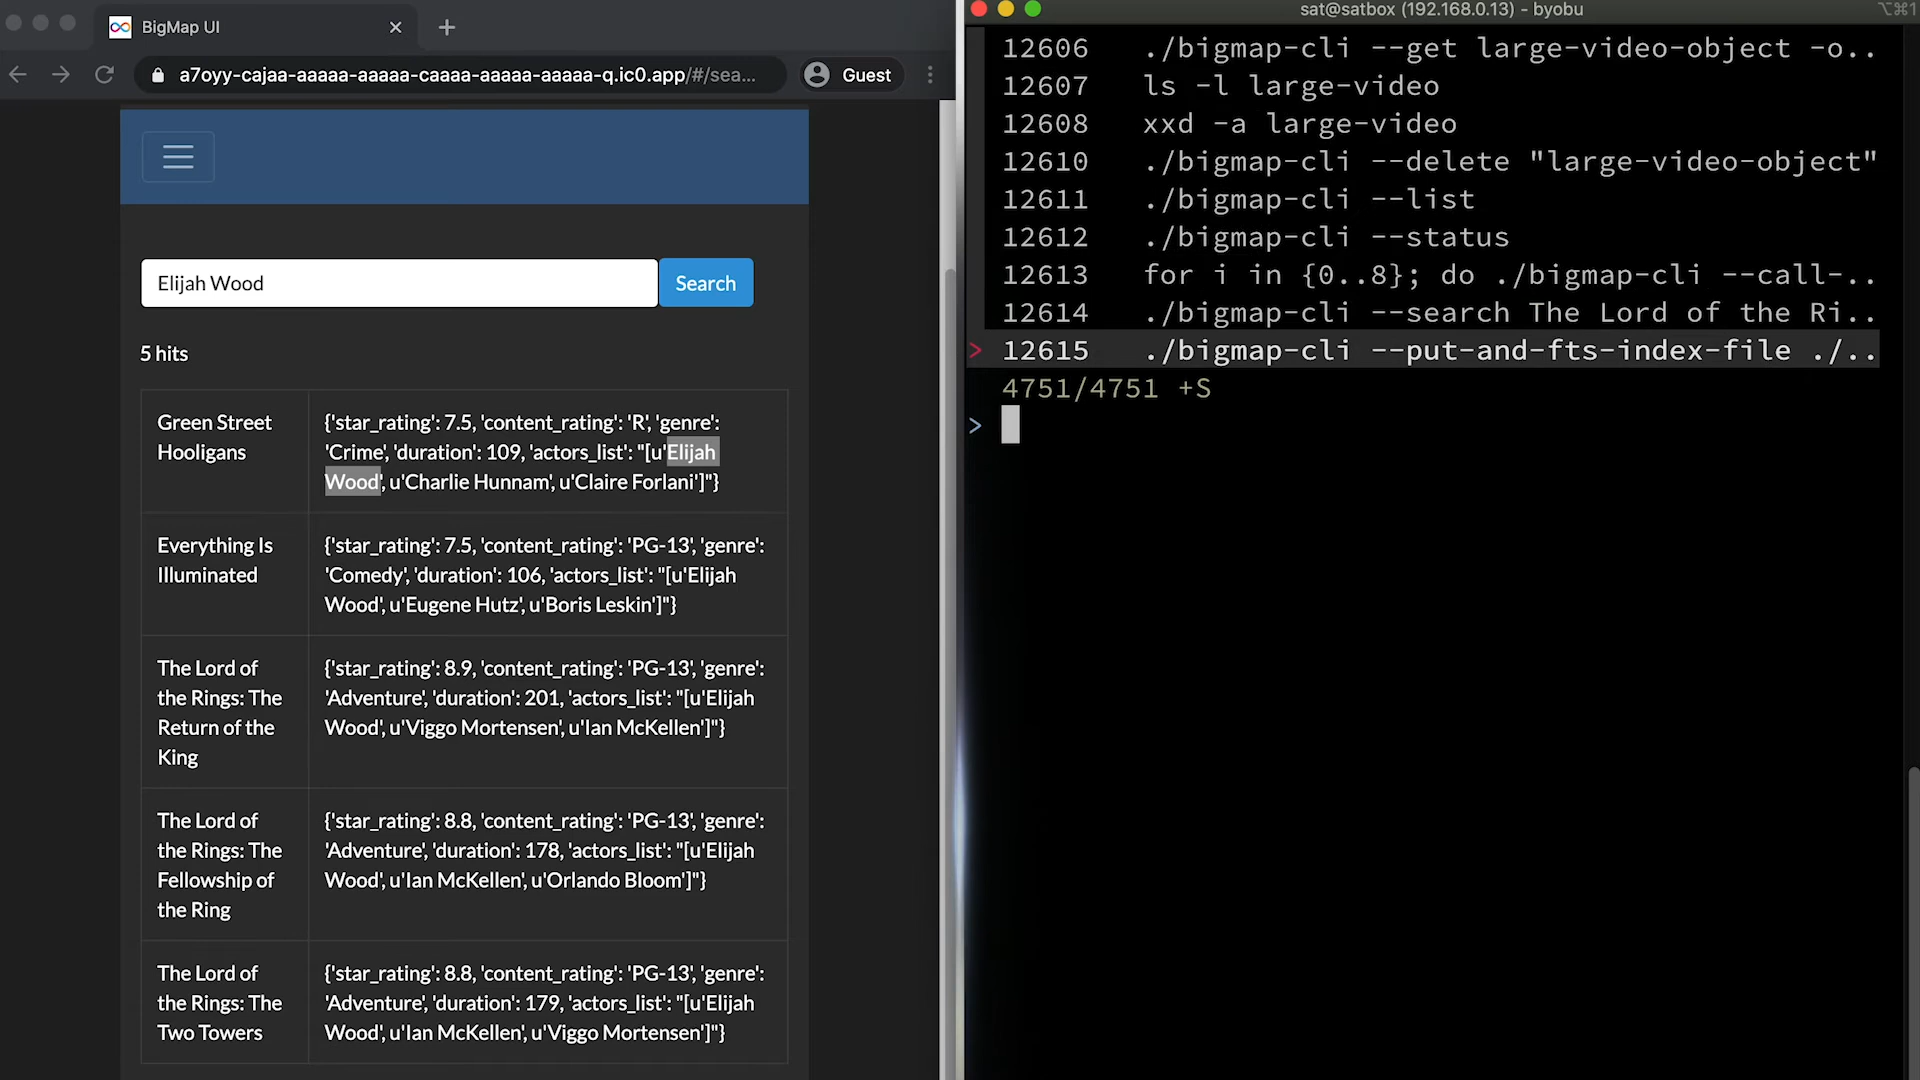 BigMap UI
a7oyy-cajaa-aaaaa-aaaaa-caaaa-aaaaa-aaaaa-q.ic0.app/#/sea...
Guest
Elijah Wood
Search
5 hits
Green Street
Hooligans
{'star_rating': 7.5, 'content_rating': 'R', 'genre':
'Crime', 'duration': 109, 'actors_list': "[u'Elijah
Wood', u'Charlie Hunnam', u'Claire Forlani']"}
Everything Is
Illuminated
{'star_rating': 7.5, 'content_rating': 'PG-13', 'genre':
'Comedy', 'duration': 106, 'actors_list': "[u'Elijah
Wood', u'Eugene Hutz', u'Boris Leskin']"}
The Lord of
the Rings: The
Return of the
King
{'star_rating': 8.9, 'content_rating': 'PG-13', 'genre':
'Adventure', 'duration': 201, 'actors_list': "[u'Elijah
Wood', u'Viggo Mortensen', u'Ian McKellen']"}
The Lord of
the Rings: The
Fellowship of
the Ring
{'star_rating': 8.8, 'content_rating': 'PG-13', 'genre':
'Adventure', 'duration': 178, 'actors_list': "[u'Elijah
Wood', u'Ian McKellen', u'Orlando Bloom']"}
The Lord of
the Rings: The
Two Towers
{'star_rating': 8.8, 'content_rating': 'PG-13', 'genre':
'Adventure', 'duration': 179, 'actors_list': "[u'Elijah
Wood', u'Ian McKellen', u'Viggo Mortensen']"}
sat@satbox (192.168.0.13) - byobu
⌥⌘1
12606 ./bigmap-cli --get large-video-object -o..
12607 ls -l large-video
12608 xxd -a large-video
12610 ./bigmap-cli --delete "large-video-object"
12611 ./bigmap-cli --list
12612 ./bigmap-cli --status
12613 for i in {0..8}; do ./bigmap-cli --call-..
12614 ./bigmap-cli --search The Lord of the Ri..
> 12615 ./bigmap-cli --put-and-fts-index-file ./..
4751/4751 +S
>